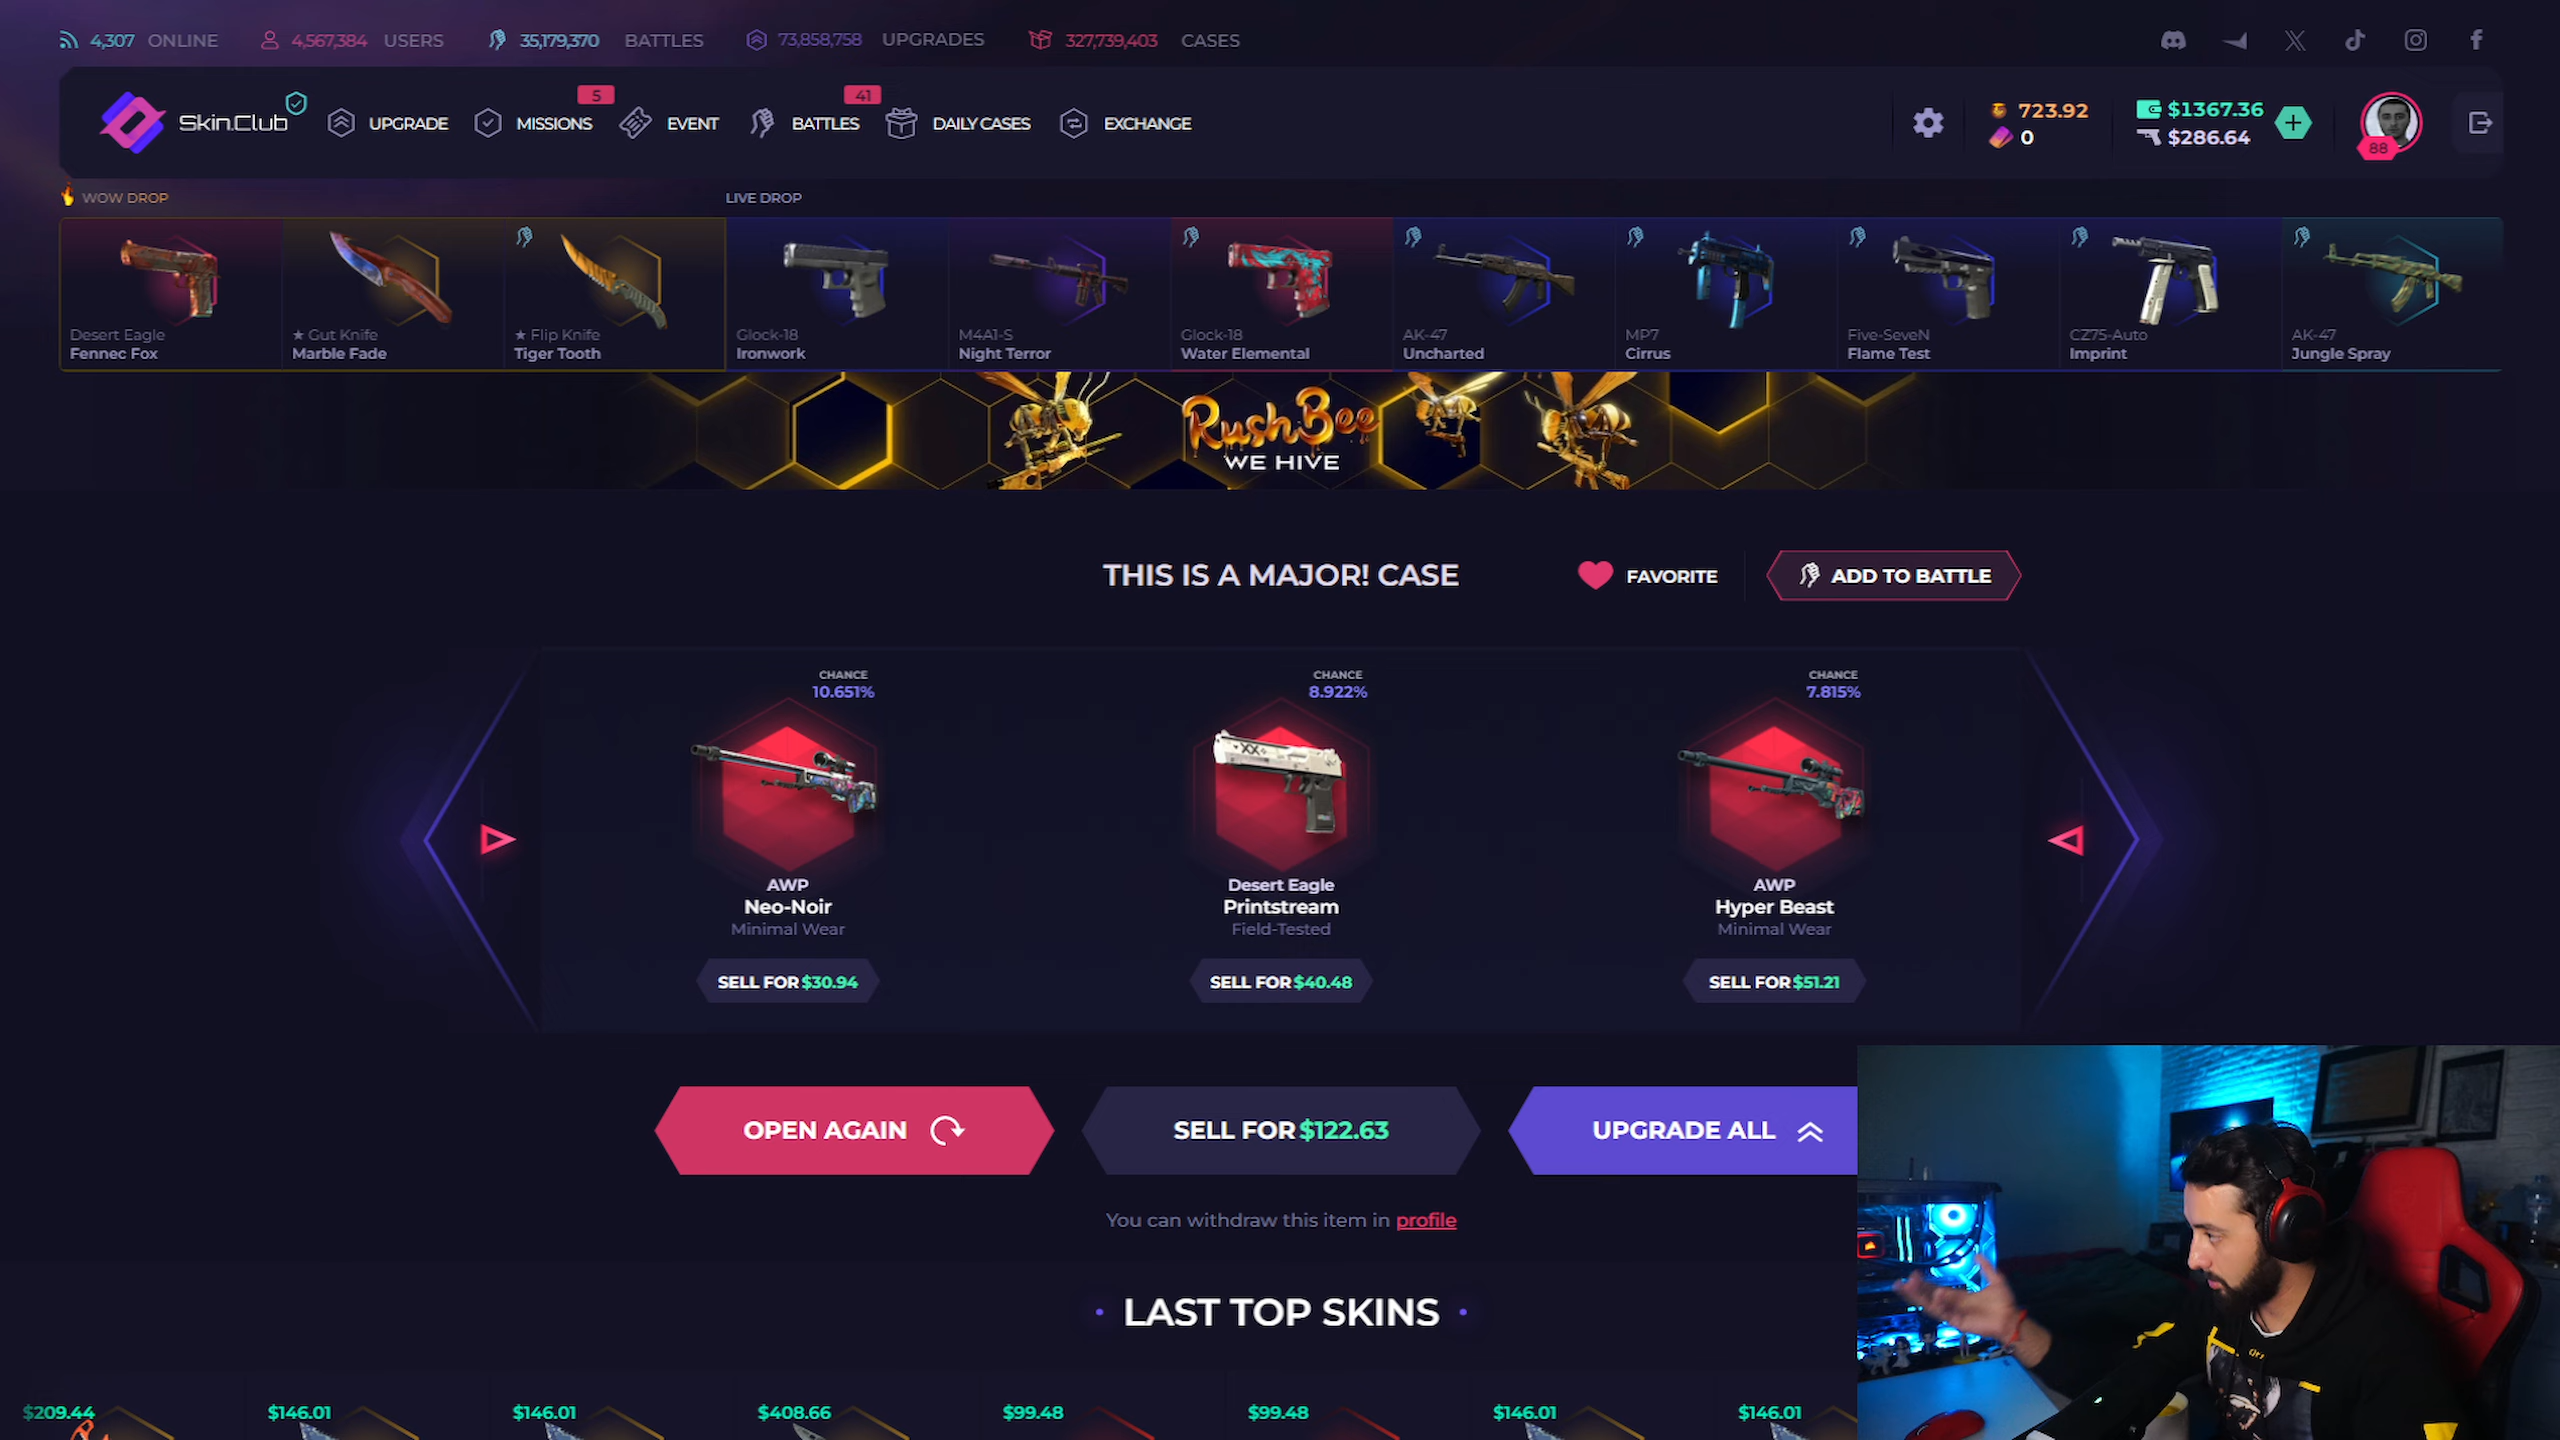 4,307 ONLINE 4,567,384 USERS 35,179,370 BATTLES 73,858,758 UPGRADES 327,739,403 CASES
Skin.Club UPGRADE MISSIONS 5 EVENT BATTLES 41 DAILY CASES EXCHANGE
723.92
0
$1367.36
$286.64
88
WOW DROP
LIVE DROP
Desert Eagle
Fennec Fox
★ Gut Knife
Marble Fade
★ Flip Knife
Tiger Tooth
Glock-18
Ironwork
M4A1-S
Night Terror
Glock-18
Water Elemental
AK-47
Uncharted
MP7
Cirrus
Five-SeveN
Flame Test
CZ75-Auto
Imprint
AK-47
Jungle Spray
RushBee
WE HIVE
THIS IS A MAJOR! CASE
FAVORITE
ADD TO BATTLE
CHANCE
10.651%
AWP
Neo-Noir
Minimal Wear
SELL FOR $30.94
CHANCE
8.922%
Desert Eagle
Printstream
Field-Tested
SELL FOR $40.48
CHANCE
7.815%
AWP
Hyper Beast
Minimal Wear
SELL FOR $51.21
OPEN AGAIN
SELL FOR $122.63
UPGRADE ALL
You can withdraw this item in profile
• LAST TOP SKINS •
$209.44 $146.01 $146.01 $408.66 $99.48 $99.48 $146.01 $146.01